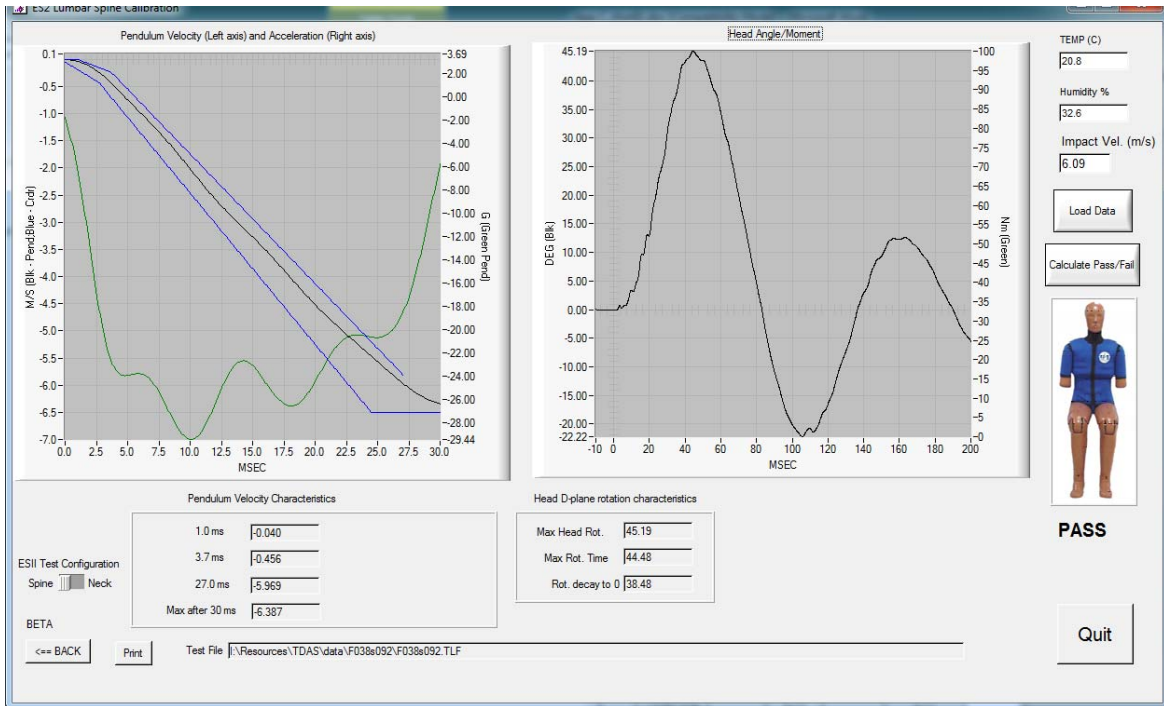 ES2 Lumbar Spine Calibration
Pendulum Velocity (Left axis) and Acceleration (Right axis)
0.1
-0.5
-1.0
-1.5
-2.0
-2.5
-3.0
-3.5
-4.0
-4.5
-5.0
-5.5
-6.0
-6.5
-7.0
M/S (Blk - Pend:Blue - Crdr)
3.69
-2.00
-0.00
-2.00
-4.00
-6.00
-8.00
-10.00
-12.00
-14.00
-16.00
-18.00
-20.00
-22.00
-24.00
-26.00
-28.00
-29.44
G (Green Pend)
0.0 2.5 5.0 7.5 10.0 12.5 15.0 17.5 20.0 22.5 25.0 27.5 30.0
MSEC
Head Angle/Moment
45.19
40.00
35.00
30.00
25.00
20.00
15.00
10.00
5.00
0.00
-5.00
-10.00
-15.00
-20.00
-22.22
DEG (Blk)
-100
-95
-90
-85
-80
-75
-70
-65
-60
-55
-50
-45
-40
-35
-30
-25
-20
-15
-10
-5
-0
Nm (Green)
-10 0 20 40 60 80 100 120 140 160 180 200
MSEC
TEMP (C)
20.8
Humidity %
32.6
Impact Vel. (m/s)
6.09
Load Data
Calculate Pass/Fail
PASS
Quit
Pendulum Velocity Characteristics
1.0 ms -0.040
3.7 ms -0.456
27.0 ms -5.969
Max after 30 ms -6.387
Head D-plane rotation characteristics
Max Head Rot. 45.19
Max Rot. Time 44.48
Rot. decay to 0 38.48
ESII Test Configuration
Spine Neck
BETA
<== BACK
Print
Test File I:\Resources\TDAS\data\F038s092\F038s092.TLF